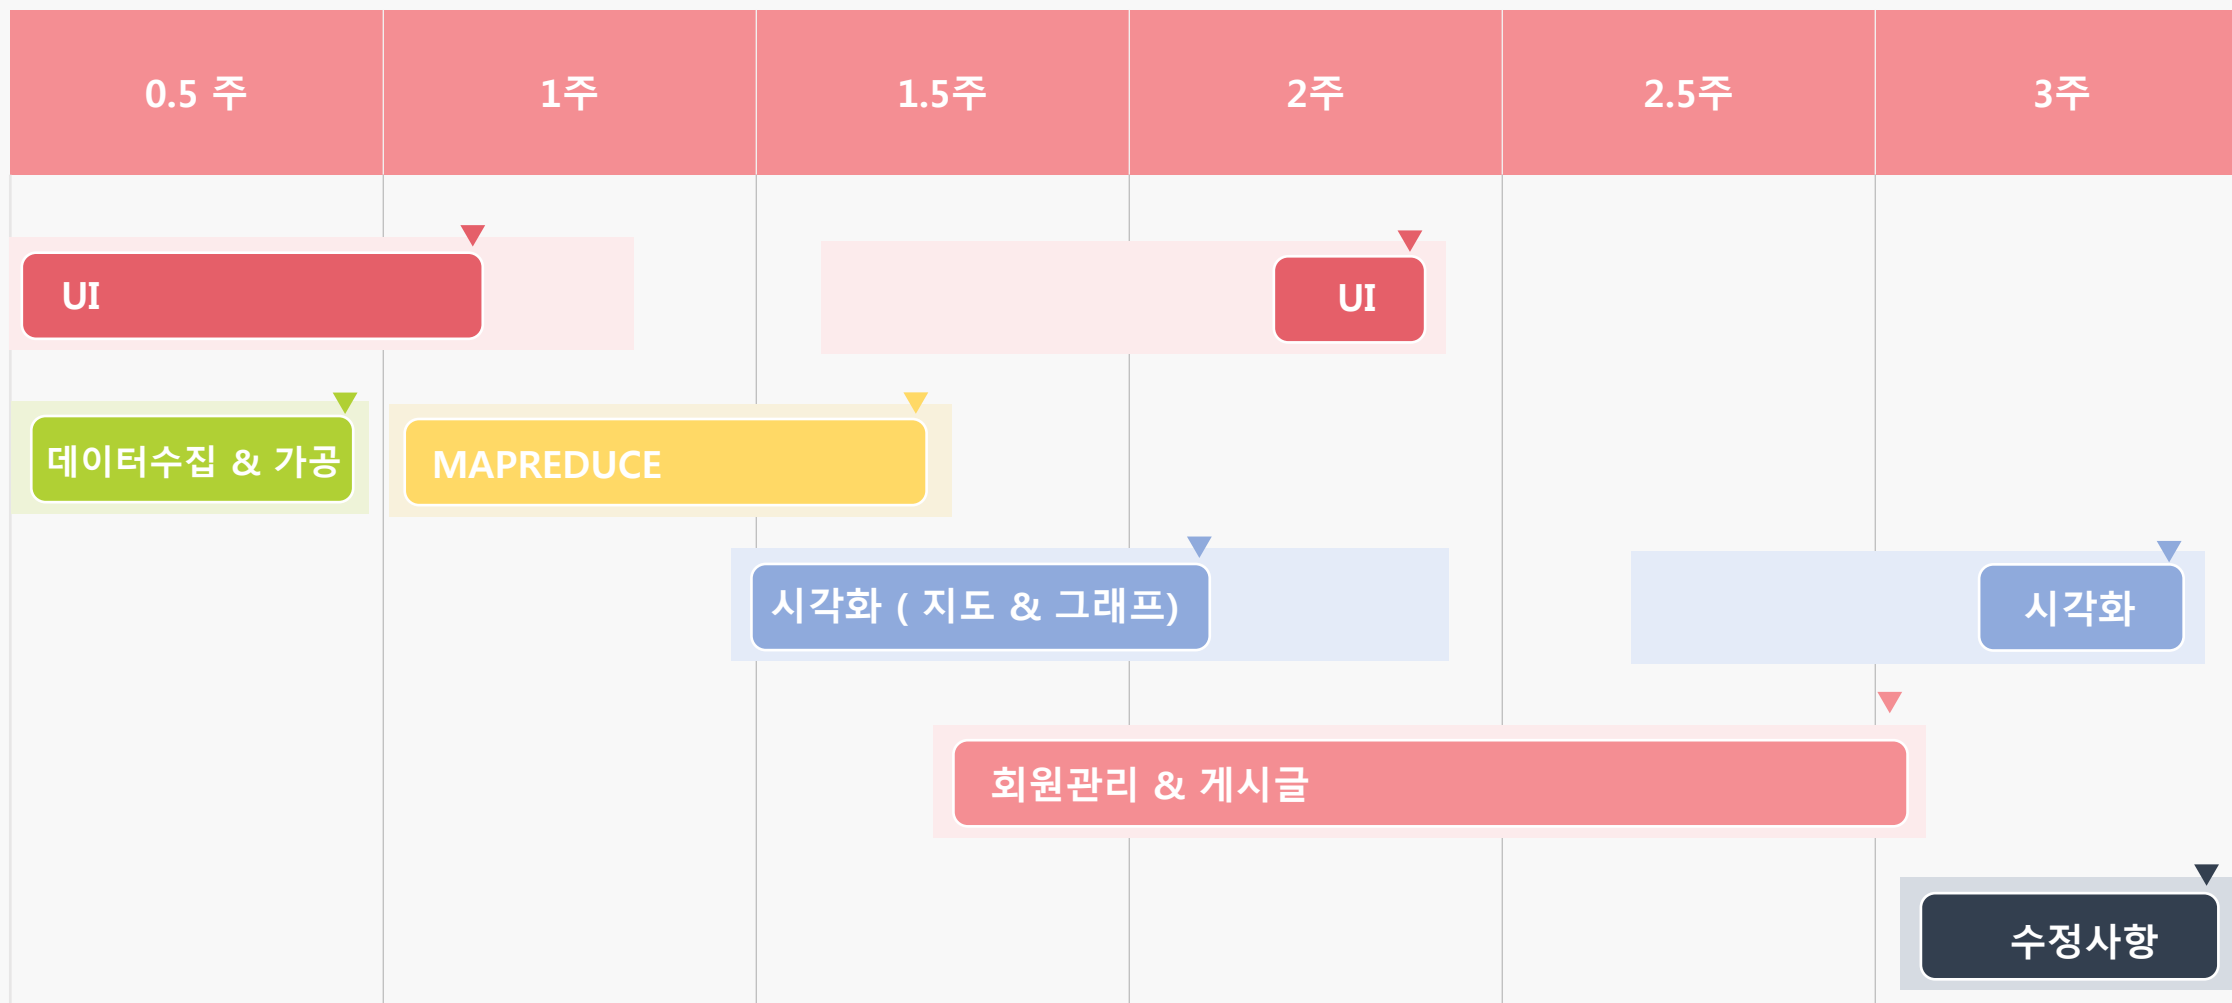 0.5 주
1주
1.5주
2주
2.5주
3주
UI
UI
데이터수집 & 가공
MAPREDUCE
시각화 ( 지도 & 그래프)
시각화
회원관리 & 게시글
수정사항